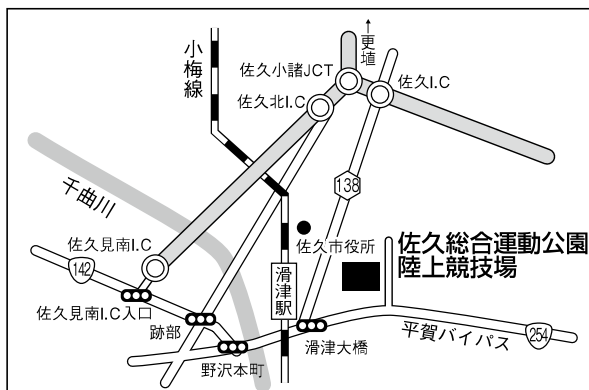 ↑
更埴
小梅線
佐久小諸JCT
佐久北I.C
佐久I.C
138
千曲川
佐久市役所
佐久総合運動公園
陸上競技場
佐久見南I.C
142
滑津駅
佐久見南I.C入口
跡部
野沢本町
滑津大橋
平賀バイパス
254